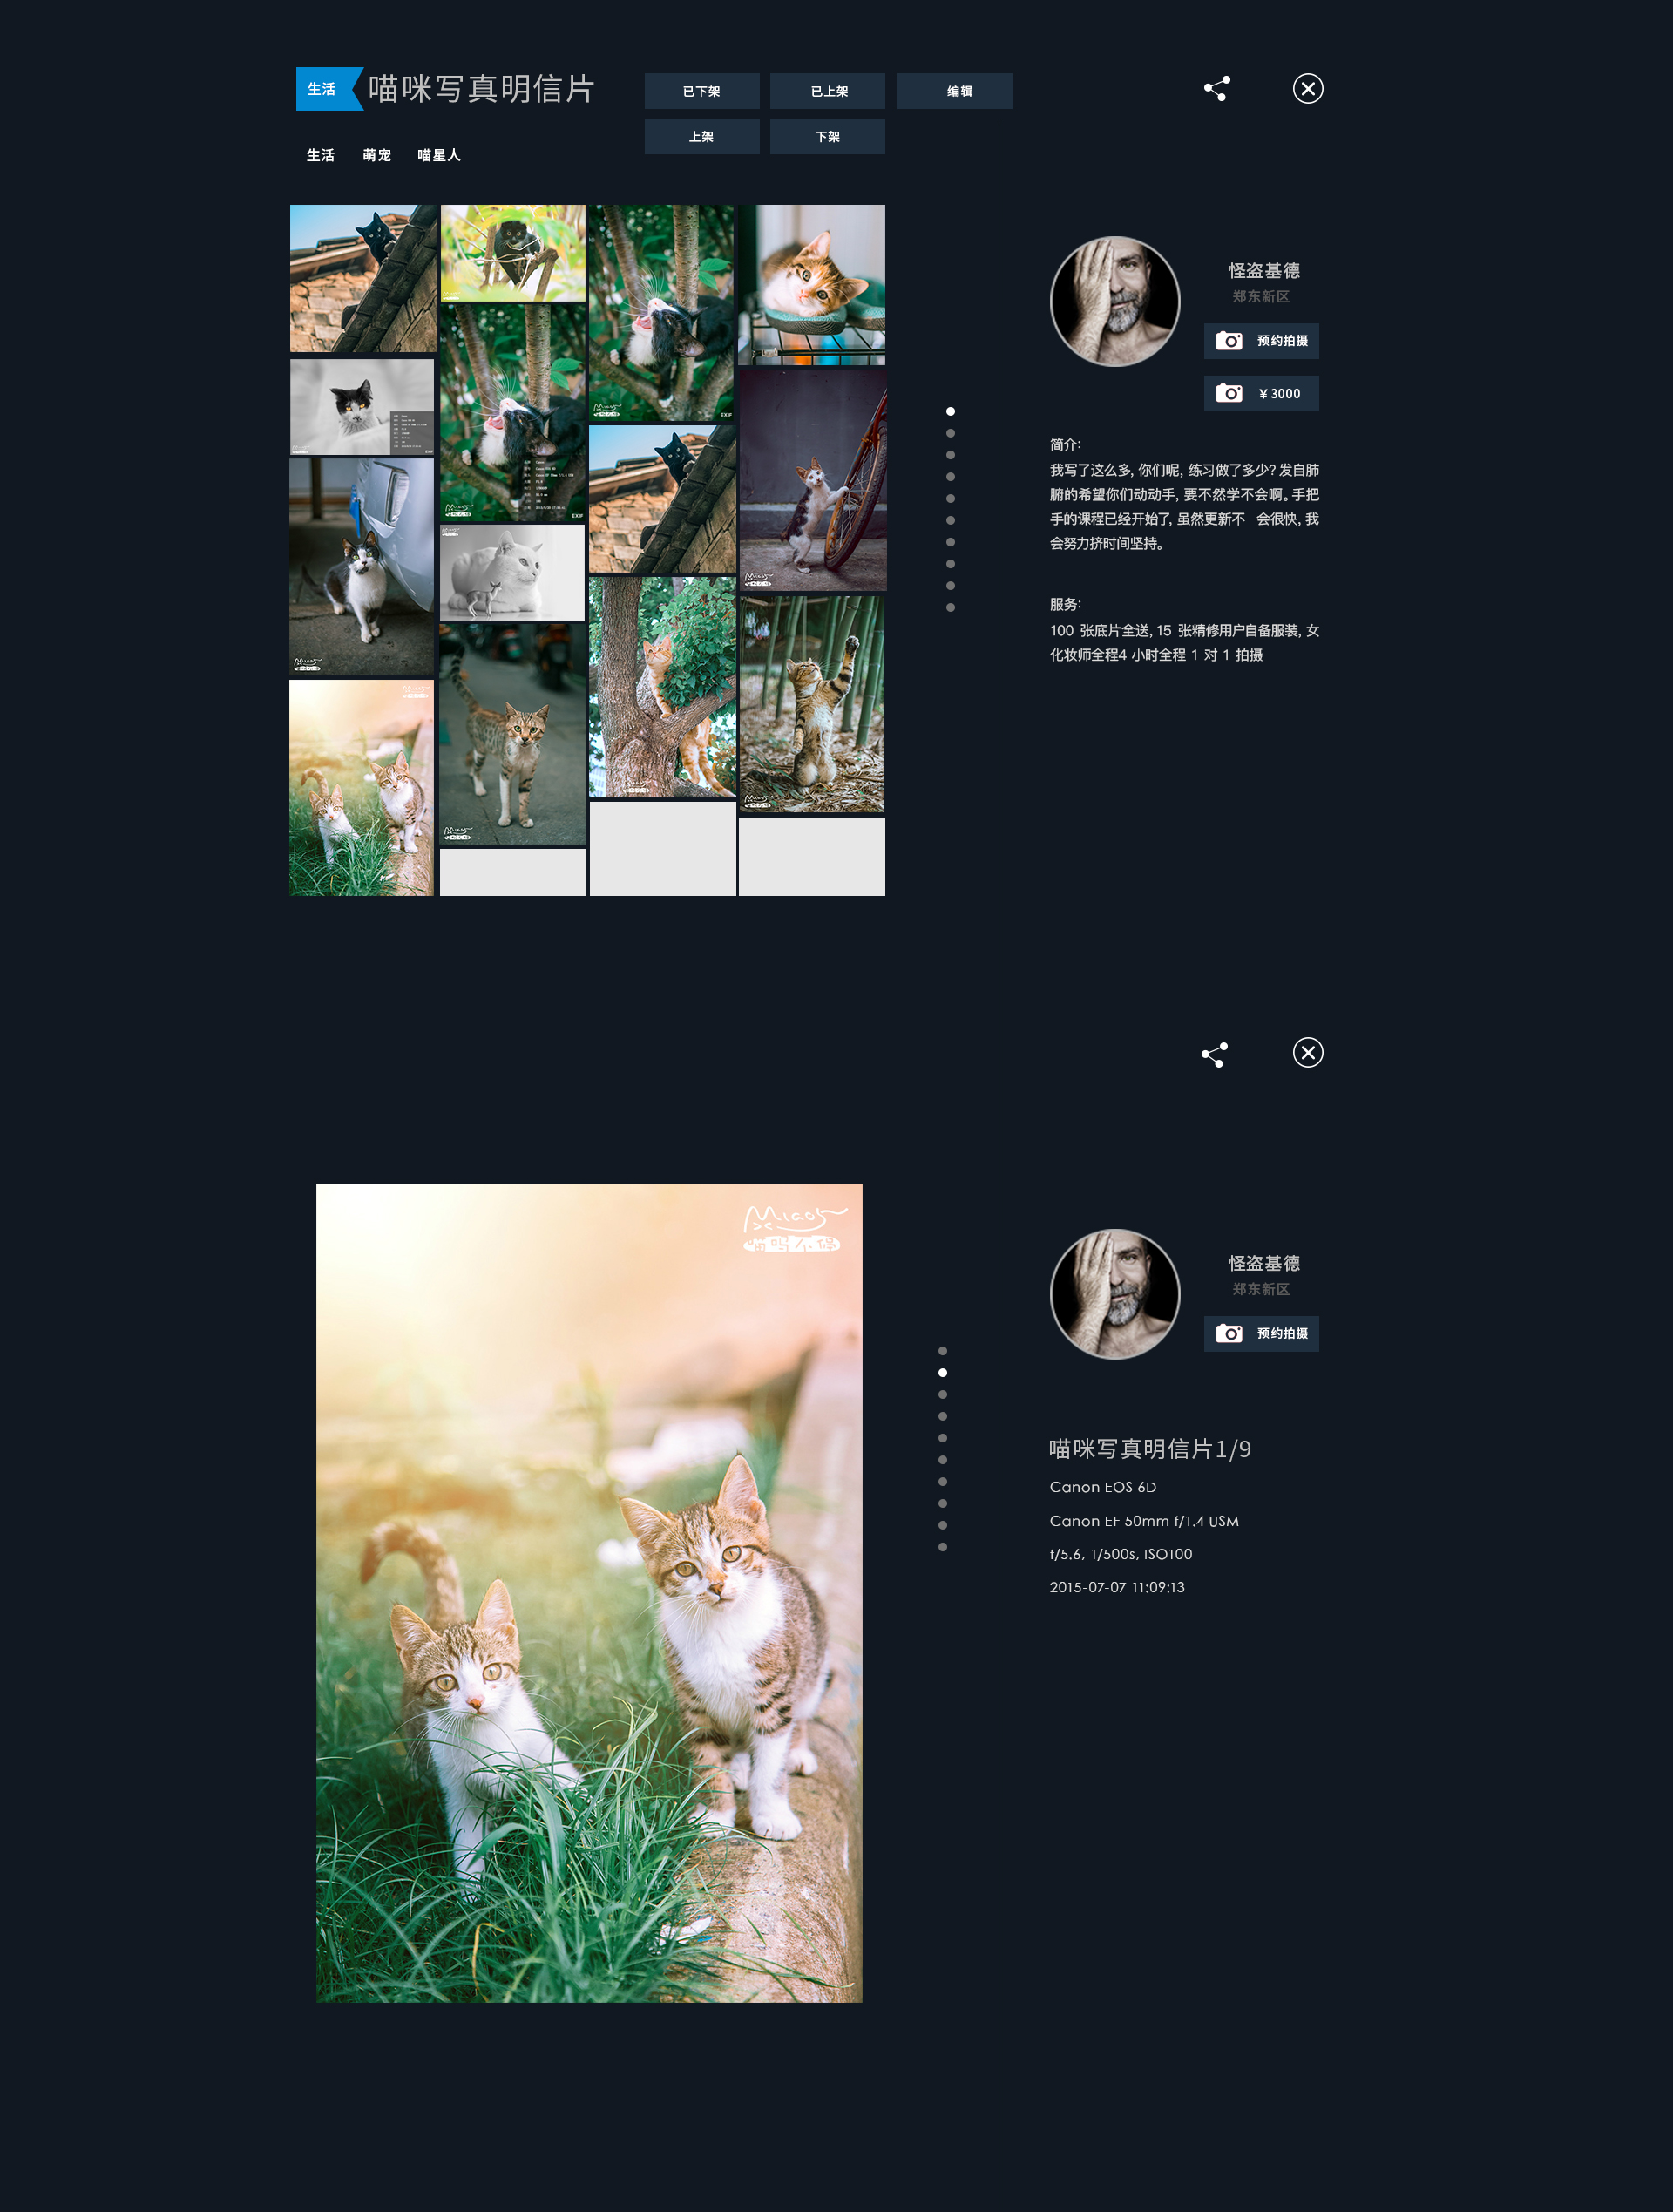 生活
喵咪写真明信片
已下架
已上架
编辑
上架
下架
生活
萌宠
喵星人
怪盗基德
郑东新区
预约拍摄
￥3000
简介：
我写了这么多，你们呢，练习做了多少？发自肺
腑的希望你们动动手，要不然学不会啊。手把
手的课程已经开始了，虽然更新不 会很快，我
会努力挤时间坚持。
服务：
100 张底片全送，15 张精修用户自备服装，女
化妆师全程4 小时全程 1 对 1 拍摄
EXIF
EXIF
EXIF
Miao
怪盗基德
郑东新区
预约拍摄
喵咪写真明信片1/9
Canon EOS 6D
Canon EF 50mm f/1.4 USM
f/5.6, 1/500s, ISO100
2015-07-07 11:09:13